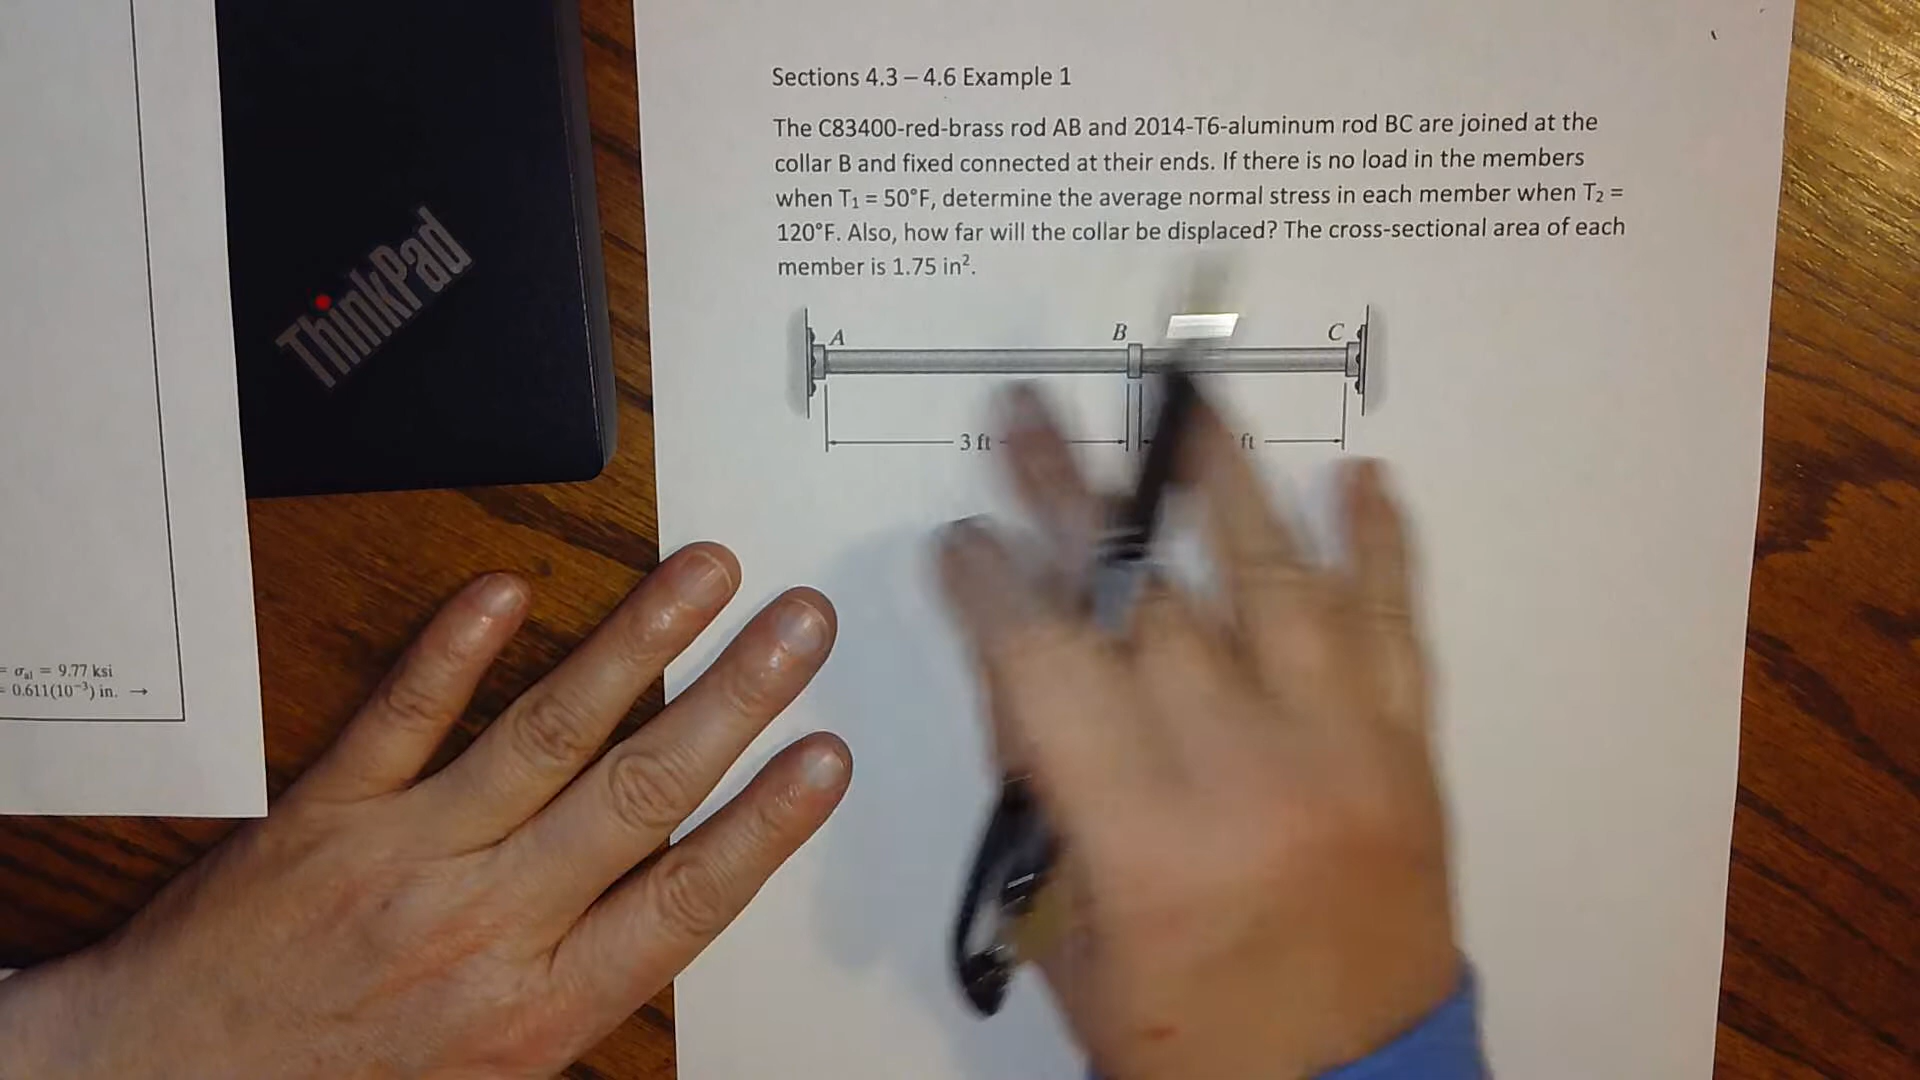 Sections 4.3 – 4.6 Example 1
The C83400-red-brass rod AB and 2014-T6-aluminum rod BC are joined at the
collar B and fixed connected at their ends. If there is no load in the members
when T₁ = 50°F, determine the average normal stress in each member when T₂ =
120°F. Also, how far will the collar be displaced? The cross-sectional area of each
member is 1.75 in².
A B C
3 ft ft
ThinkPad
= σal = 9.77 ksi
= 0.611(10⁻³) in. →